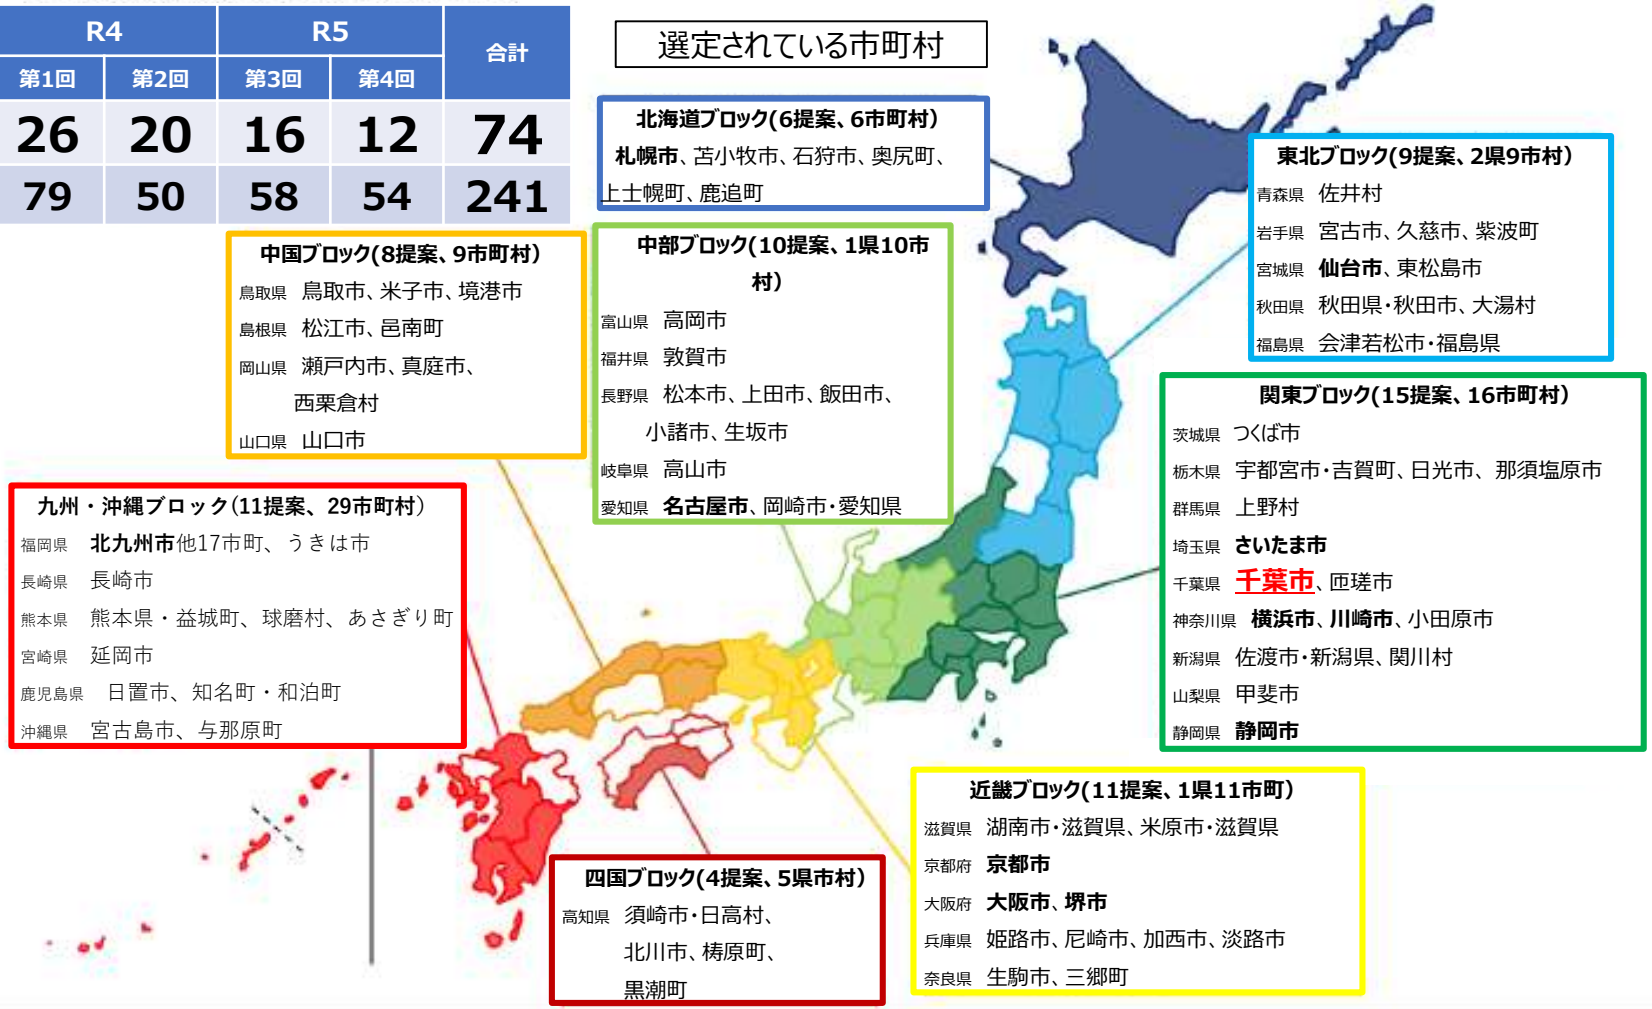 R4 R5 合計
第1回 第2回 第3回 第4回
26 20 16 12 74
79 50 58 54 241
選定されている市町村
北海道ブロック(6提案、6市町村)
札幌市、苫小牧市、石狩市、奥尻町、
上士幌町、鹿追町
東北ブロック(9提案、2県9市村)
青森県 佐井村
岩手県 宮古市、久慈市、紫波町
宮城県 仙台市、東松島市
秋田県 秋田県・秋田市、大湯村
福島県 会津若松市・福島県
中国ブロック(8提案、9市町村)
鳥取県 鳥取市、米子市、境港市
島根県 松江市、邑南町
岡山県 瀬戸内市、真庭市、
西栗倉村
山口県 山口市
中部ブロック(10提案、1県10市
村)
富山県 高岡市
福井県 敦賀市
長野県 松本市、上田市、飯田市、
小諸市、生坂市
岐阜県 高山市
愛知県 名古屋市、岡崎市・愛知県
関東ブロック(15提案、16市町村)
茨城県 つくば市
栃木県 宇都宮市・吉賀町、日光市、那須塩原市
群馬県 上野村
埼玉県 さいたま市
千葉県 千葉市、匝瑳市
神奈川県 横浜市、川崎市、小田原市
新潟県 佐渡市・新潟県、関川村
山梨県 甲斐市
静岡県 静岡市
九州・沖縄ブロック(11提案、29市町村)
福岡県 北九州市他17市町、うきは市
長崎県 長崎市
熊本県 熊本県・益城町、球磨村、あさぎり町
宮崎県 延岡市
鹿児島県 日置市、知名町・和泊町
沖縄県 宮古島市、与那原町
近畿ブロック(11提案、1県11市町)
滋賀県 湖南市・滋賀県、米原市・滋賀県
京都府 京都市
大阪府 大阪市、堺市
兵庫県 姫路市、尼崎市、加西市、淡路市
奈良県 生駒市、三郷町
四国ブロック(4提案、5県市村)
高知県 須崎市・日高村、
北川市、梼原町、
黒潮町